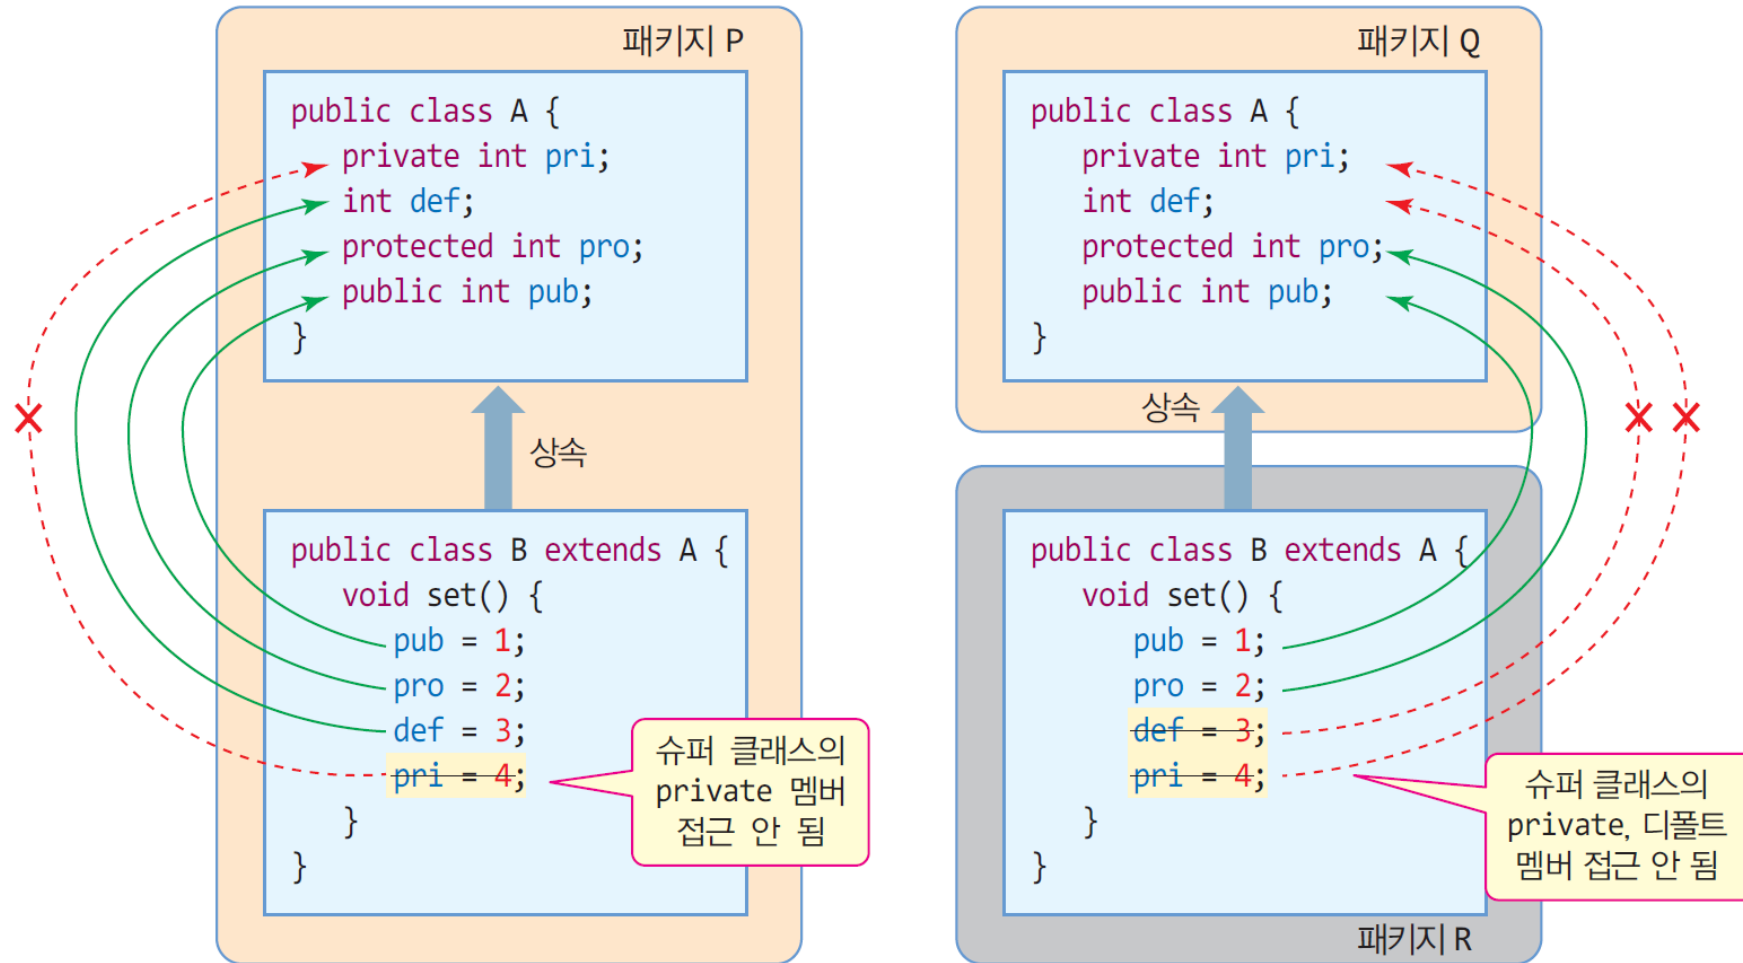 패키지 P
public class A {
private int pri;
int def;
protected int pro;
public int pub;
}
상속
public class B extends A {
void set() {
pub = 1;
pro = 2;
def = 3;
pri = 4;
}
}
슈퍼 클래스의
private 멤버
접근 안 됨
패키지 Q
public class A {
private int pri;
int def;
protected int pro;
public int pub;
}
상속
public class B extends A {
void set() {
pub = 1;
pro = 2;
def = 3;
pri = 4;
}
}
슈퍼 클래스의
private, 디폴트
멤버 접근 안 됨
패키지 R